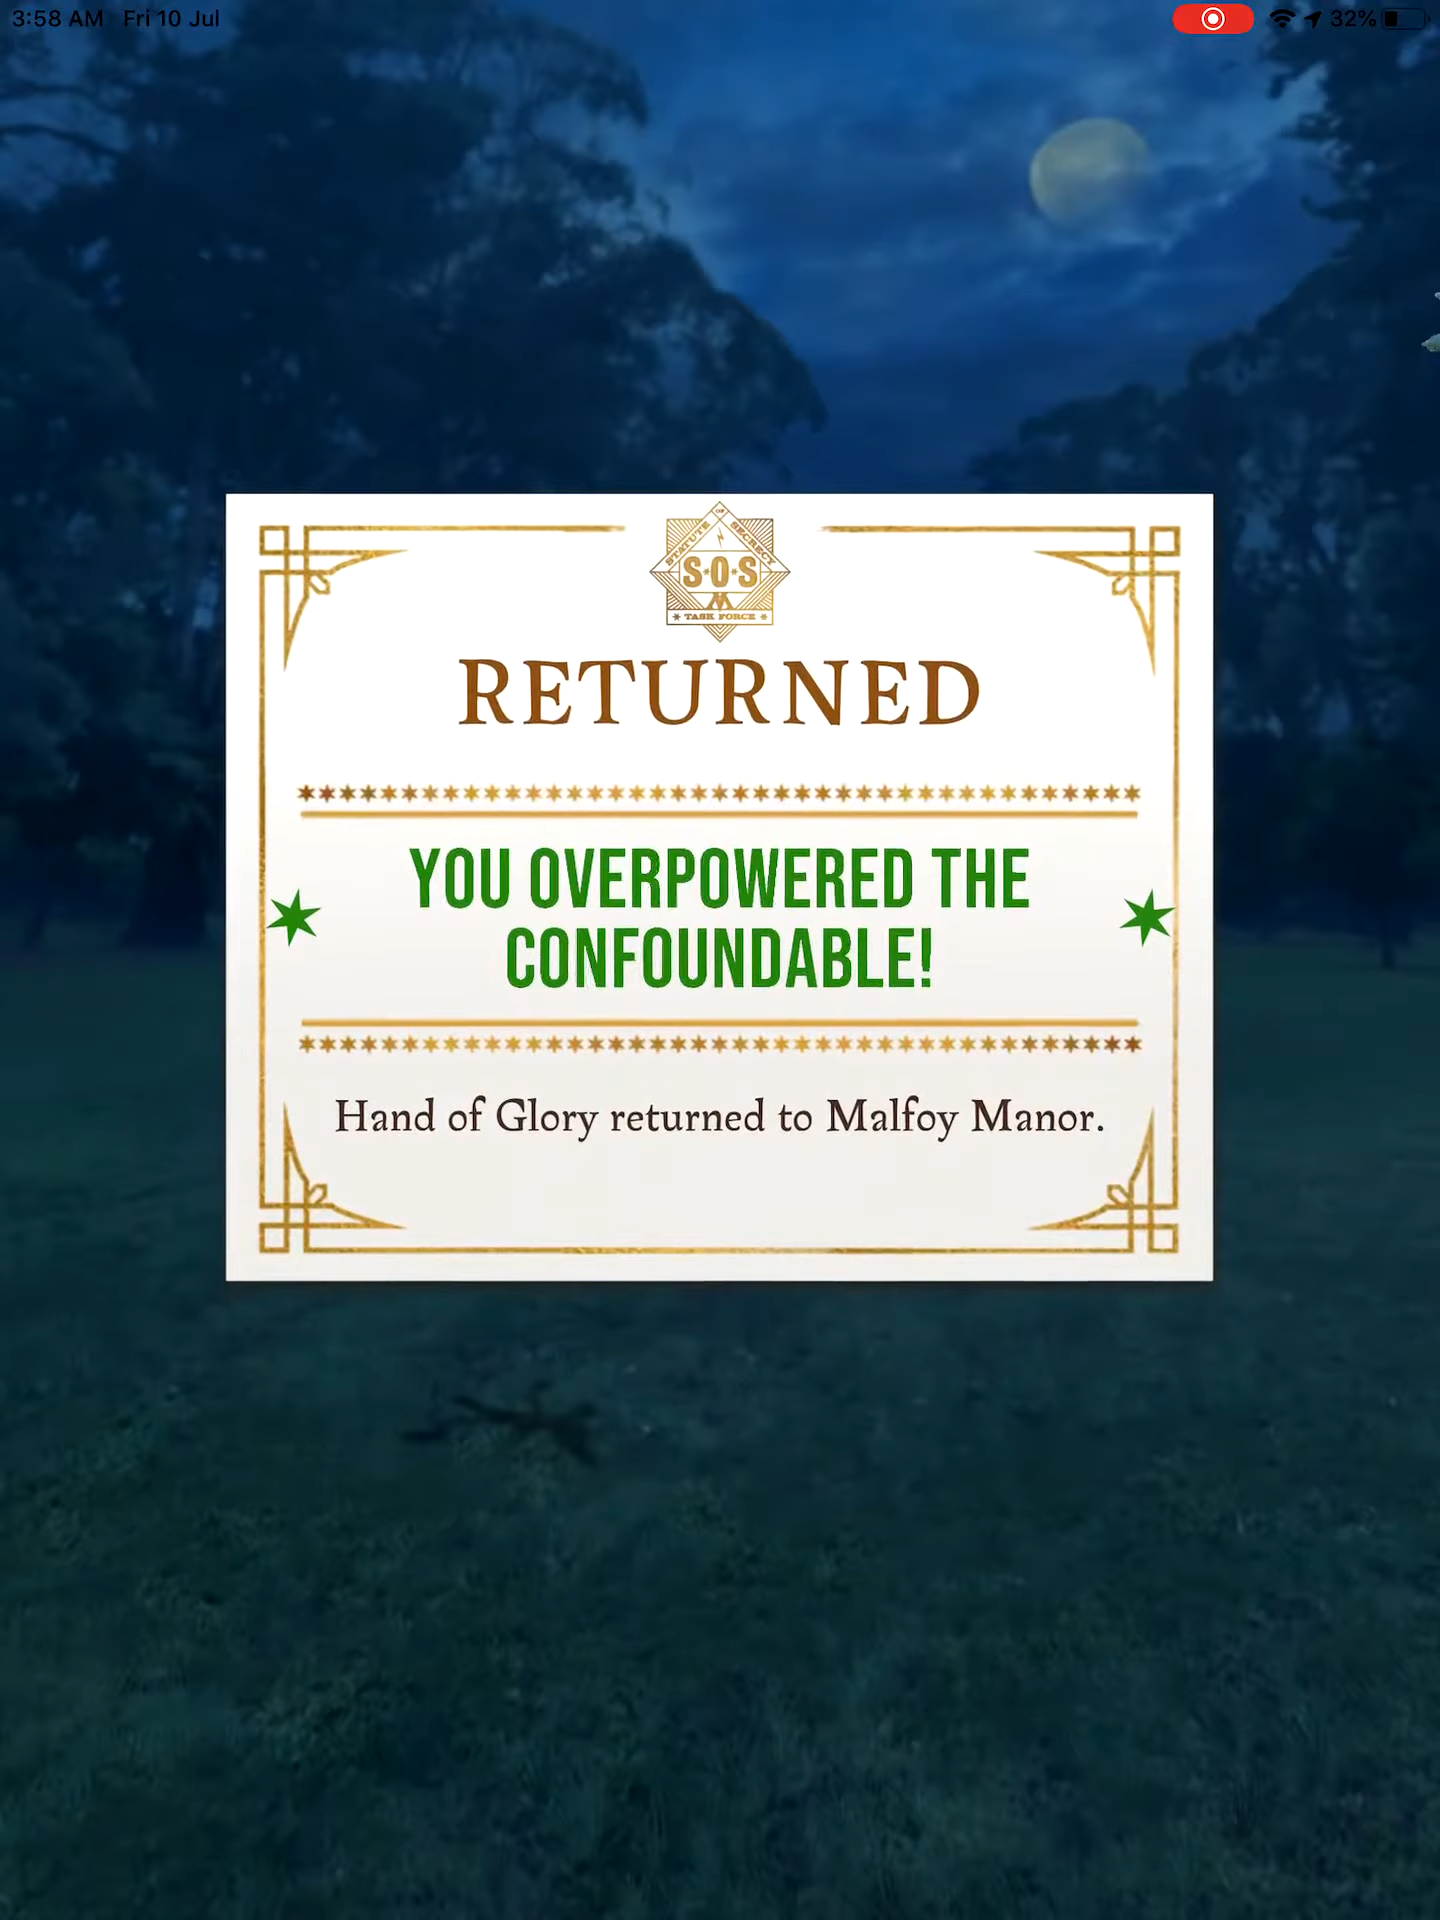 3:58 AM Fri 10 Jul 32%
STATUTE OF SECRECY
S*O*S
* TASK FORCE *
RETURNED
YOU OVERPOWERED THE
CONFOUNDABLE!
Hand of Glory returned to Malfoy Manor.